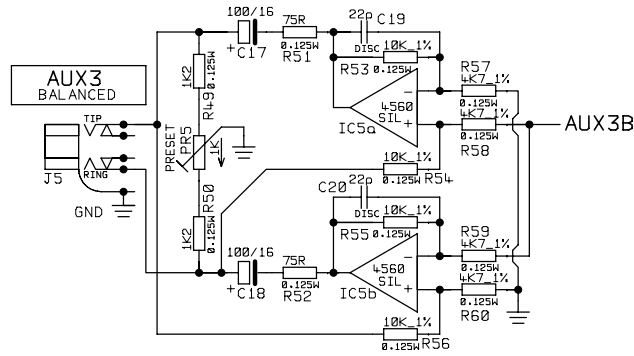 100/16
+C17
75R
R51
0.125W
22p C19
DISC
10K_1%
R53
0.125W
4560
SIL
IC5a
R57
4K7_1%
0.125W
4K7_1%
0.125W
R58
AUX3B
AUX3
BALANCED
TIP
RING
J5
GND
1K2
0.125W
R49
PRESET
PR5
1K
R50
1K2
0.125W
10K_1%
0.125W
R54
C20 22p
DISC
10K_1%
R55
0.125W
4560
SIL
IC5b
R59
4K7_1%
0.125W
4K7_1%
0.125W
R60
100/16
+C18
75R
0.125W
R52
10K_1%
0.125W
R56